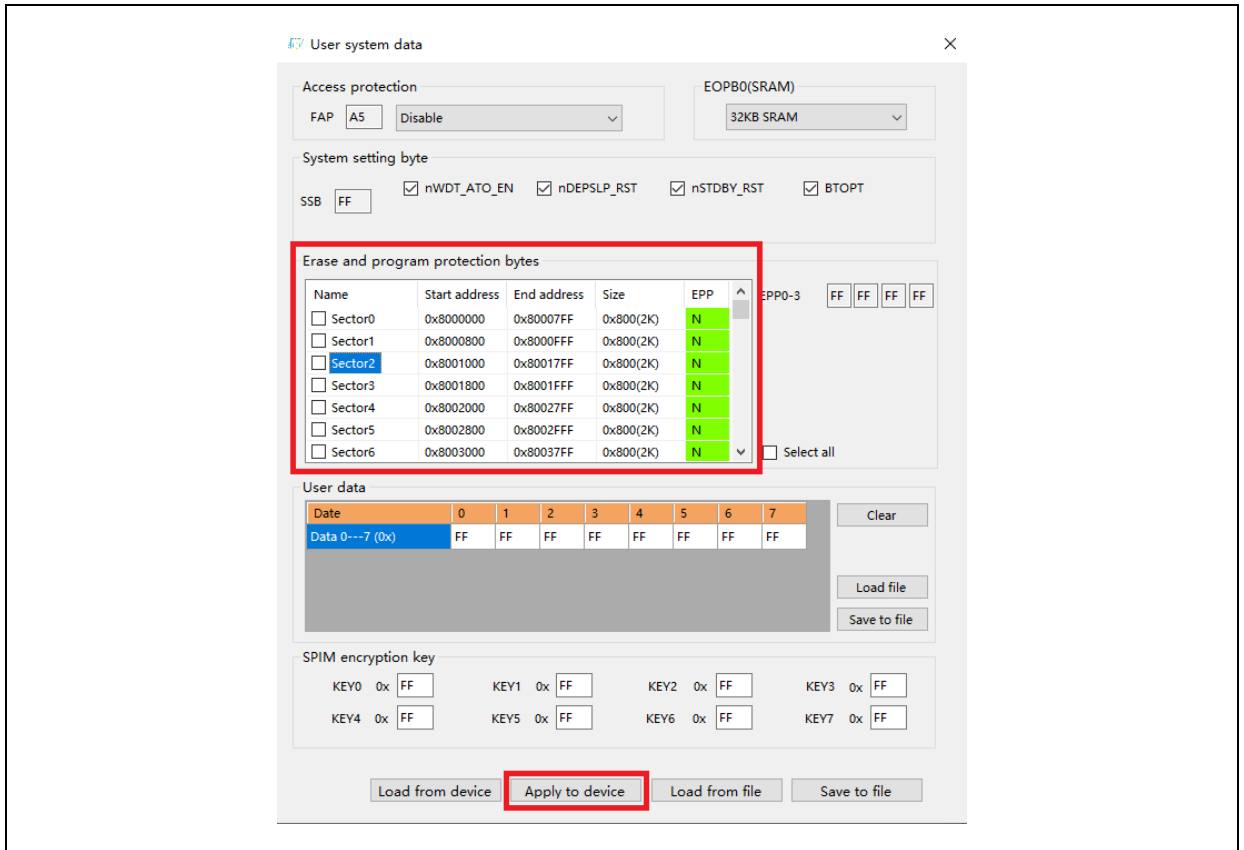 User system data
Access protection
FAP A5 Disable
EOPB0(SRAM)
32KB SRAM
System setting byte
SSB FF
nWDT_ATO_EN nDEPSLP_RST nSTDBY_RST BTOPT
Erase and program protection bytes
Name Start address End address Size EPP
Sector0 0x8000000 0x80007FF 0x800(2K) N
Sector1 0x8000800 0x8000FFF 0x800(2K) N
Sector2 0x8001000 0x80017FF 0x800(2K) N
Sector3 0x8001800 0x8001FFF 0x800(2K) N
Sector4 0x8002000 0x80027FF 0x800(2K) N
Sector5 0x8002800 0x8002FFF 0x800(2K) N
Sector6 0x8003000 0x80037FF 0x800(2K) N
EPP0-3 FF FF FF FF
Select all
User data
Date 0 1 2 3 4 5 6 7
Data 0---7 (0x) FF FF FF FF FF FF FF FF
Clear
Load file
Save to file
SPIM encryption key
KEY0 0x FF KEY1 0x FF KEY2 0x FF KEY3 0x FF
KEY4 0x FF KEY5 0x FF KEY6 0x FF KEY7 0x FF
Load from device Apply to device Load from file Save to file